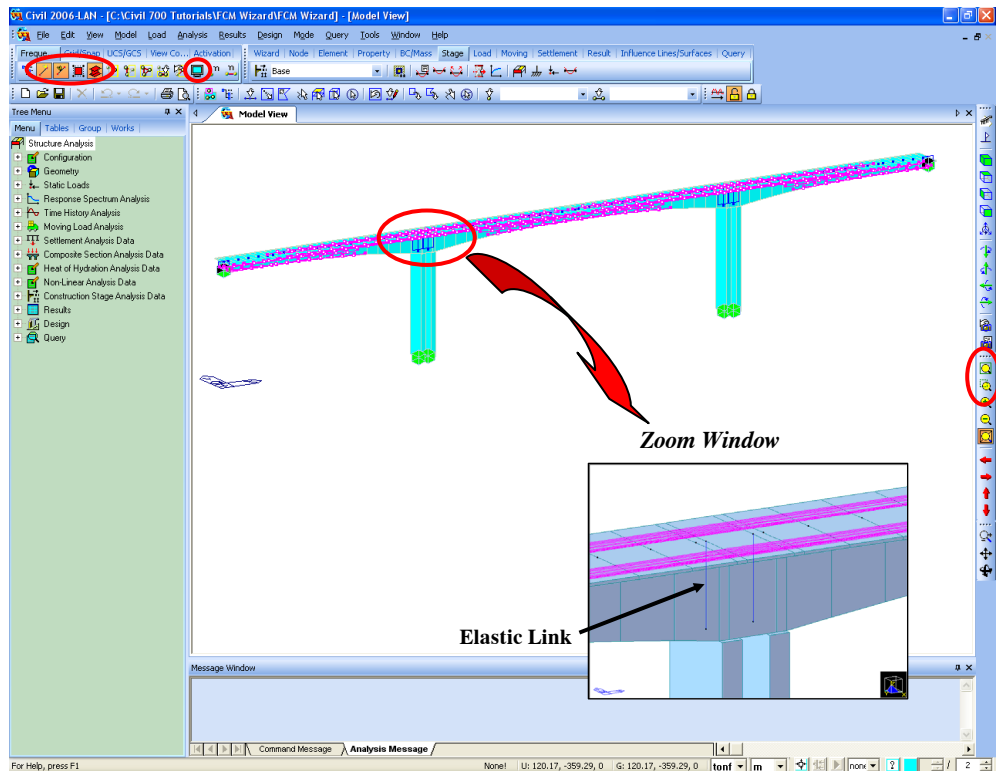 Civil 2006-LAN - [C:\Civil 700 Tutorials\FCM Wizard\FCM Wizard] - [Model View]
File Edit View Model Load Analysis Results Design Mode Query Tools Window Help
Freque Grid/Snap UCS/GCS View Co... Activation Wizard Node Element Property BC/Mass Stage Load Moving Settlement Result Influence Lines/Surfaces Query
Base
Tree Menu
Model View
Menu Tables Group Works
Structure Analysis
Configuration
Geometry
Static Loads
Response Spectrum Analysis
Time History Analysis
Moving Load Analysis
Settlement Analysis Data
Composite Section Analysis Data
Heat of Hydration Analysis Data
Non-Linear Analysis Data
Construction Stage Analysis Data
Results
Design
Query
Zoom Window
Elastic Link
Message Window
Command Message Analysis Message
For Help, press F1
None! U: 120.17, -359.29, 0 G: 120.17, -359.29, 0 tonf m none ? / 2